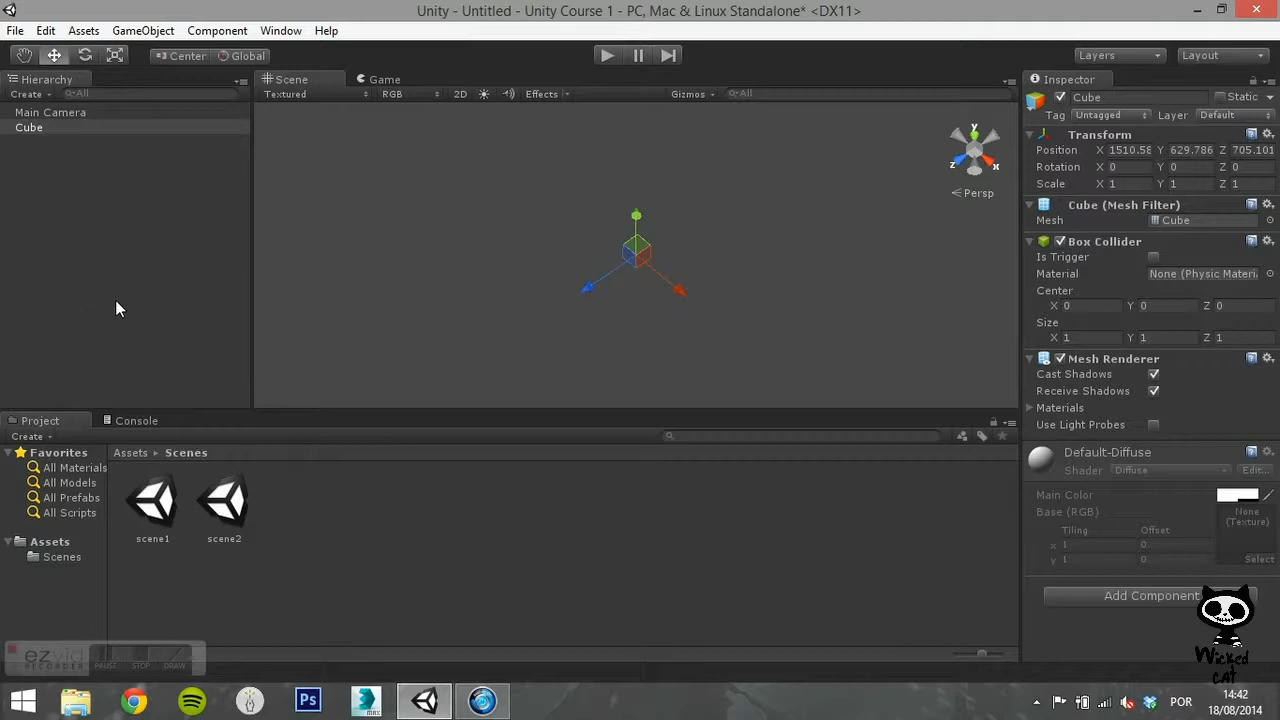 Unity - Untitled - Unity Course 1 - PC, Mac & Linux Standalone* <DX11>
File Edit Assets GameObject Component Window Help
Center Global Layers Layout
Hierarchy Scene Game Inspector
Create All Textured RGB 2D Effects Gizmos All
Main Camera
Cube
Cube Static
Tag Untagged Layer Default
Transform
Position X 1510.58 Y 629.786 Z 705.101
Rotation X 0 Y 0 Z 0
Scale X 1 Y 1 Z 1
y
z
x
Persp
Cube (Mesh Filter)
Mesh Cube
Box Collider
Is Trigger
Material None (Physic Materi
Center
X 0 Y 0 Z 0
Size
X 1 Y 1 Z 1
Mesh Renderer
Cast Shadows
Receive Shadows
Materials
Use Light Probes
Default-Diffuse
Shader Diffuse Edit...
Main Color
Base (RGB) None
(Texture)
Tiling Offset
x 1 0
y 1 0
Select
Add Component
Project Console
Create
Favorites Assets Scenes
All Materials
All Models
All Prefabs
All Scripts
Assets
Scenes
scene1 scene2
ezvid
RECORDER PAUSE STOP DRAW
Wicked
cat
Ps
MAX
POR
14:42
18/08/2014